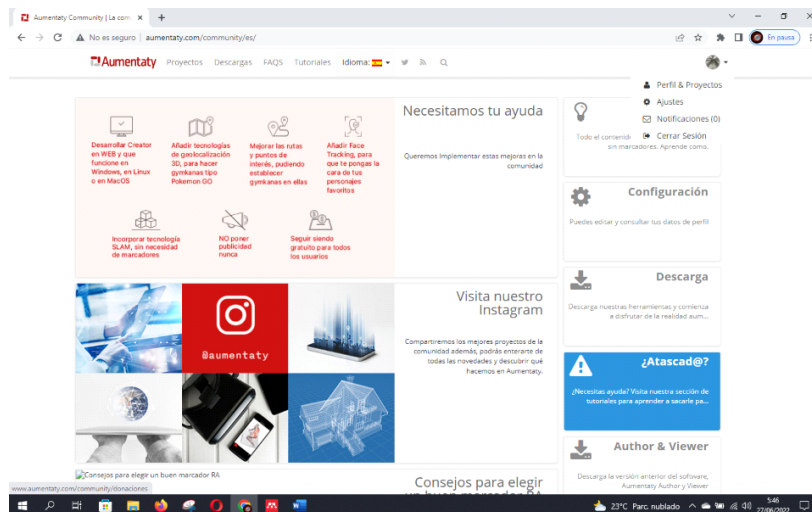 Aumentaty Community | La com
No es seguro | aumentaty.com/community/es/
En pausa
Aumentaty Proyectos Descargas FAQS Tutoriales Idioma:
Perfil & Proyectos
Ajustes
Notificaciones (0)
Cerrar Sesión
Desarrollar Creator
en WEB y que
funcione en
Windows, en Linux
o en MacOS
Añadir tecnologías
de geolocalización
3D, para hacer
gymkanas tipo
Pokemon GO
Mejorar las rutas
y puntos de
interés, pudiendo
establecer
gymkanas en ellas
Añadir Face
Tracking, para
que te pongas la
cara de tus
personajes
favoritos
Incorporar tecnología
SLAM, sin necesidad
de marcadores
NO poner
publicidad
nunca
Seguir siendo
gratuito para todos
los usuarios
Necesitamos tu ayuda
Queremos Implementar estas mejoras en la
comunidad
Todo el contenido
sin marcadores. Aprende como.
Configuración
Puedes editar y consultar tus datos de perfil
Descarga
Descarga nuestras herramientas y comienza
a disfrutar de la realidad aum...
¿Atascad@?
¿Necesitas ayuda? Visita nuestra sección de
tutoriales para aprender a sacarle pa...
Author & Viewer
Descarga la versión anterior del software,
Aumentaty Author y Viewer
@aumentaty
Visita nuestro
Instagram
Compartiremos los mejores proyectos de la
comunidad además, podrás enterarte de
todas las novedades y descubrir qué
hacemos en Aumentaty.
Consejos para elegir un buen marcador RA
Consejos para elegir
un buen marcador RA
www.aumentaty.com/community/donaciones
23°C Parc. nublado
5:46
27/06/2022